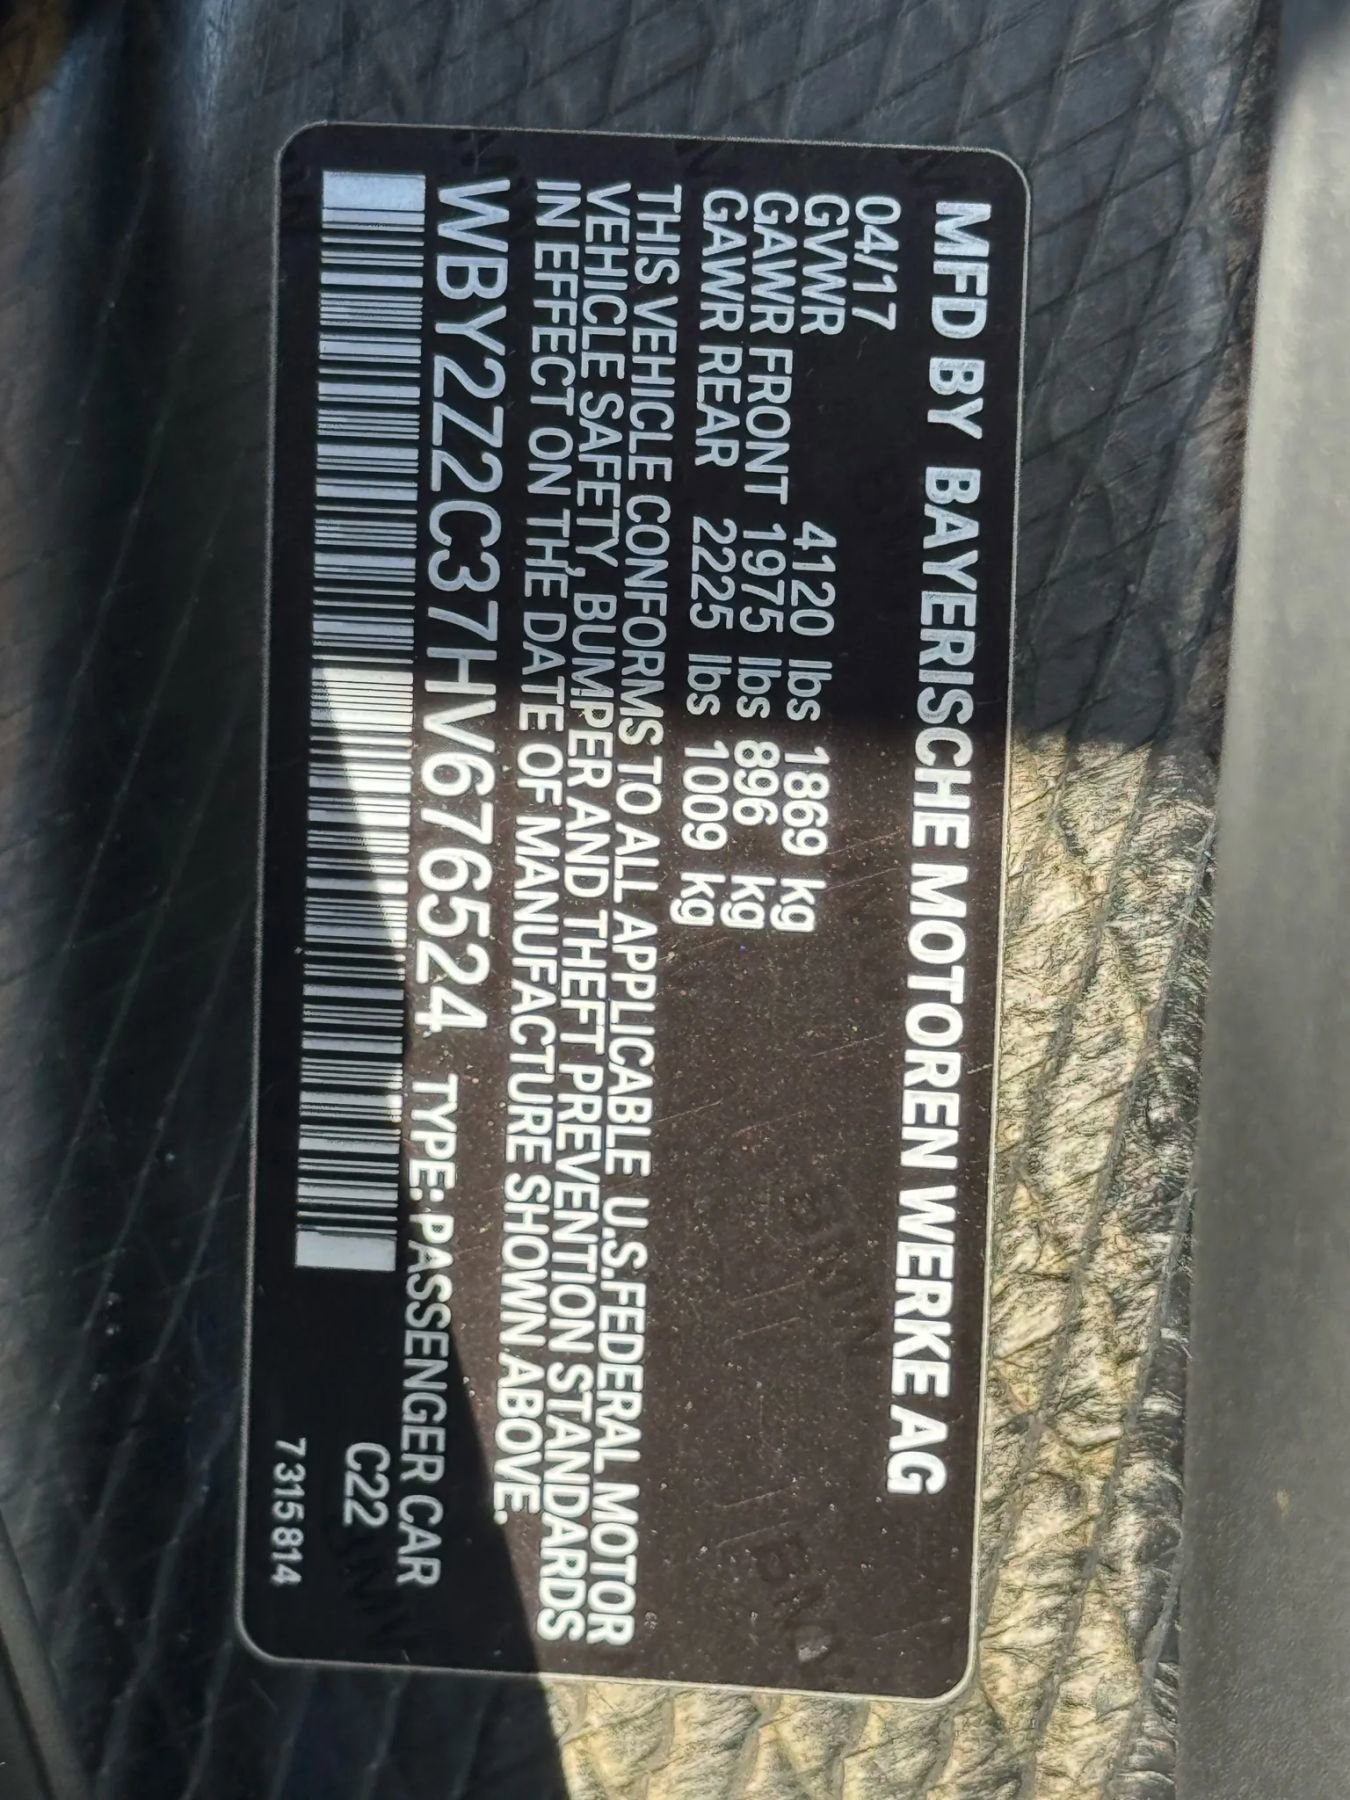 MFD BY BAYERISCHE MOTOREN WERKE AG
04/17
GVWR 4120 lbs 1869 kg
GAWR FRONT 1975 lbs 896 kg
GAWR REAR 2225 lbs 1009 kg
THIS VEHICLE CONFORMS TO ALL APPLICABLE U.S.FEDERAL MOTOR
VEHICLE SAFETY, BUMPER AND THEFT PREVENTION STANDARDS
IN EFFECT ON THE DATE OF MANUFACTURE SHOWN ABOVE.
WBY2Z2C37HV676524 TYPE: PASSENGER CAR
C22
7315814